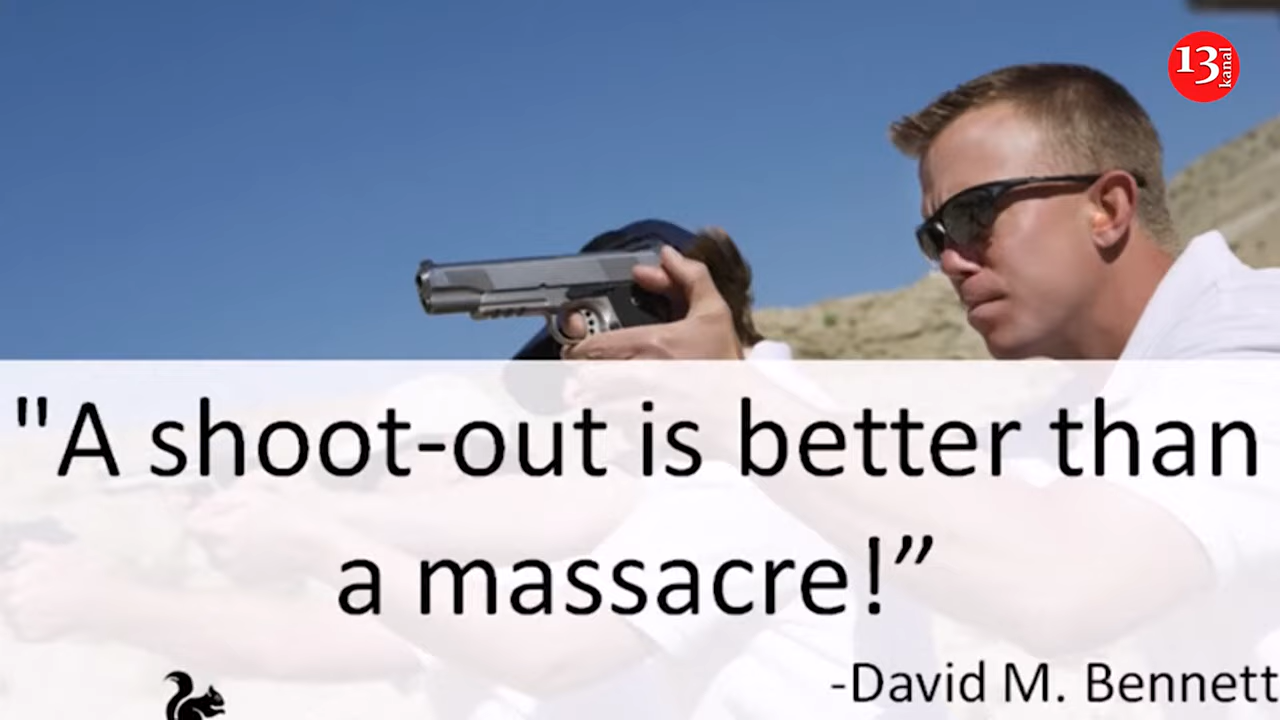 13
kanal
"A shoot-out is better than
a massacre!”
-David M. Bennett